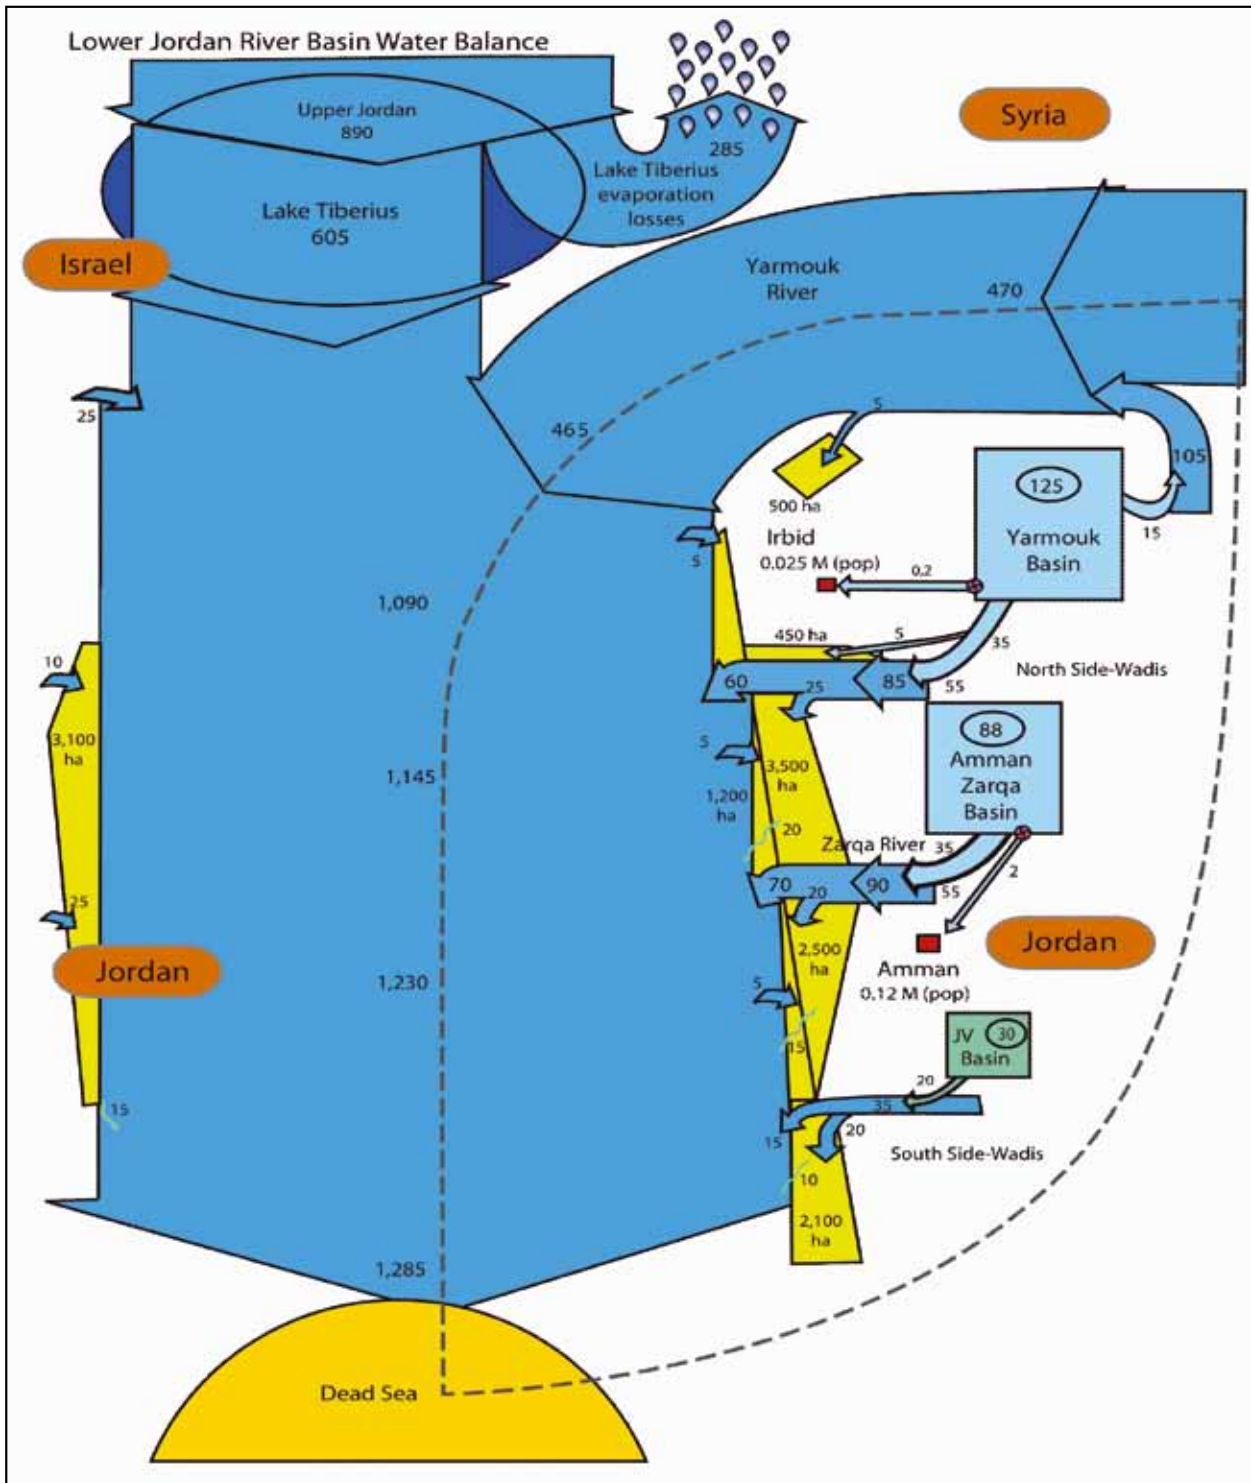 Lower Jordan River Basin Water Balance
Upper Jordan
890
285
Lake Tiberius
evaporation
losses
Syria
Lake Tiberius
605
Israel
Yarmouk
River
470
25
465
5
500 ha
105
125
Yarmouk
Basin
15
Irbid
0.025 M (pop)
0,2
5
1,090
450 ha
5
35
North Side-Wadis
10
60
25
85
55
3,100
ha
5
3,500
ha
88
Amman
Zarqa
Basin
1,145
1,200
ha
20
Zarqa River
35
2
25
70
20
90
55
Jordan
2,500
ha
Jordan
Amman
0.12 M (pop)
1,230
5
15
JV
30
Basin
20
15
35
15
20
South Side-Wadis
10
2,100
ha
1,285
Dead Sea